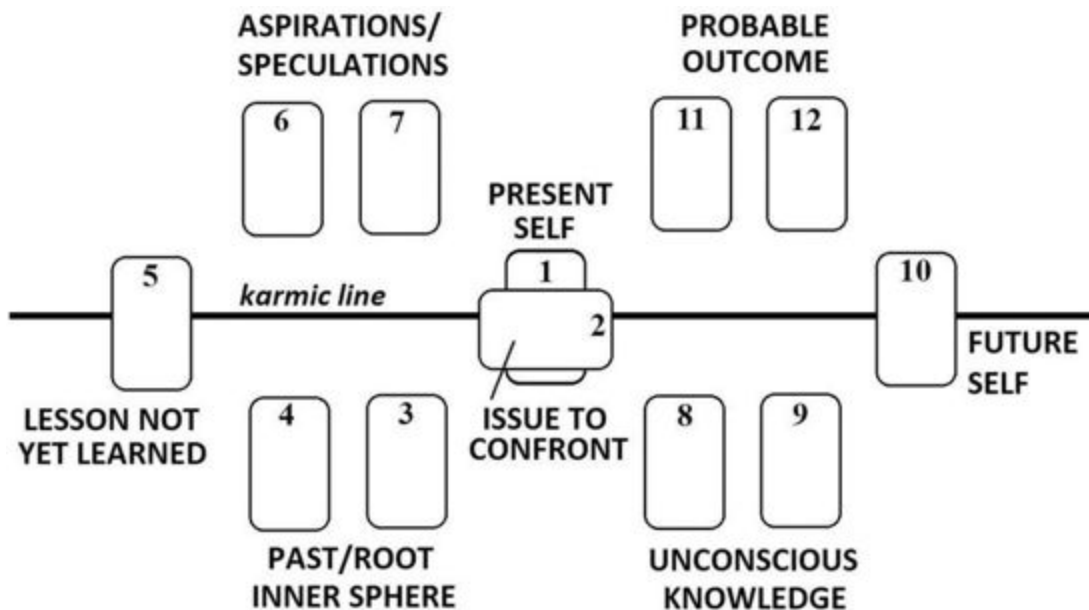 ASPIRATIONS/
SPECULATIONS
PROBABLE
OUTCOME
6
7
11
12
PRESENT
SELF
5
karmic line
1
2
10
FUTURE
SELF
LESSON NOT
YET LEARNED
4
3
ISSUE TO
CONFRONT
8
9
PAST/ROOT
INNER SPHERE
UNCONSCIOUS
KNOWLEDGE